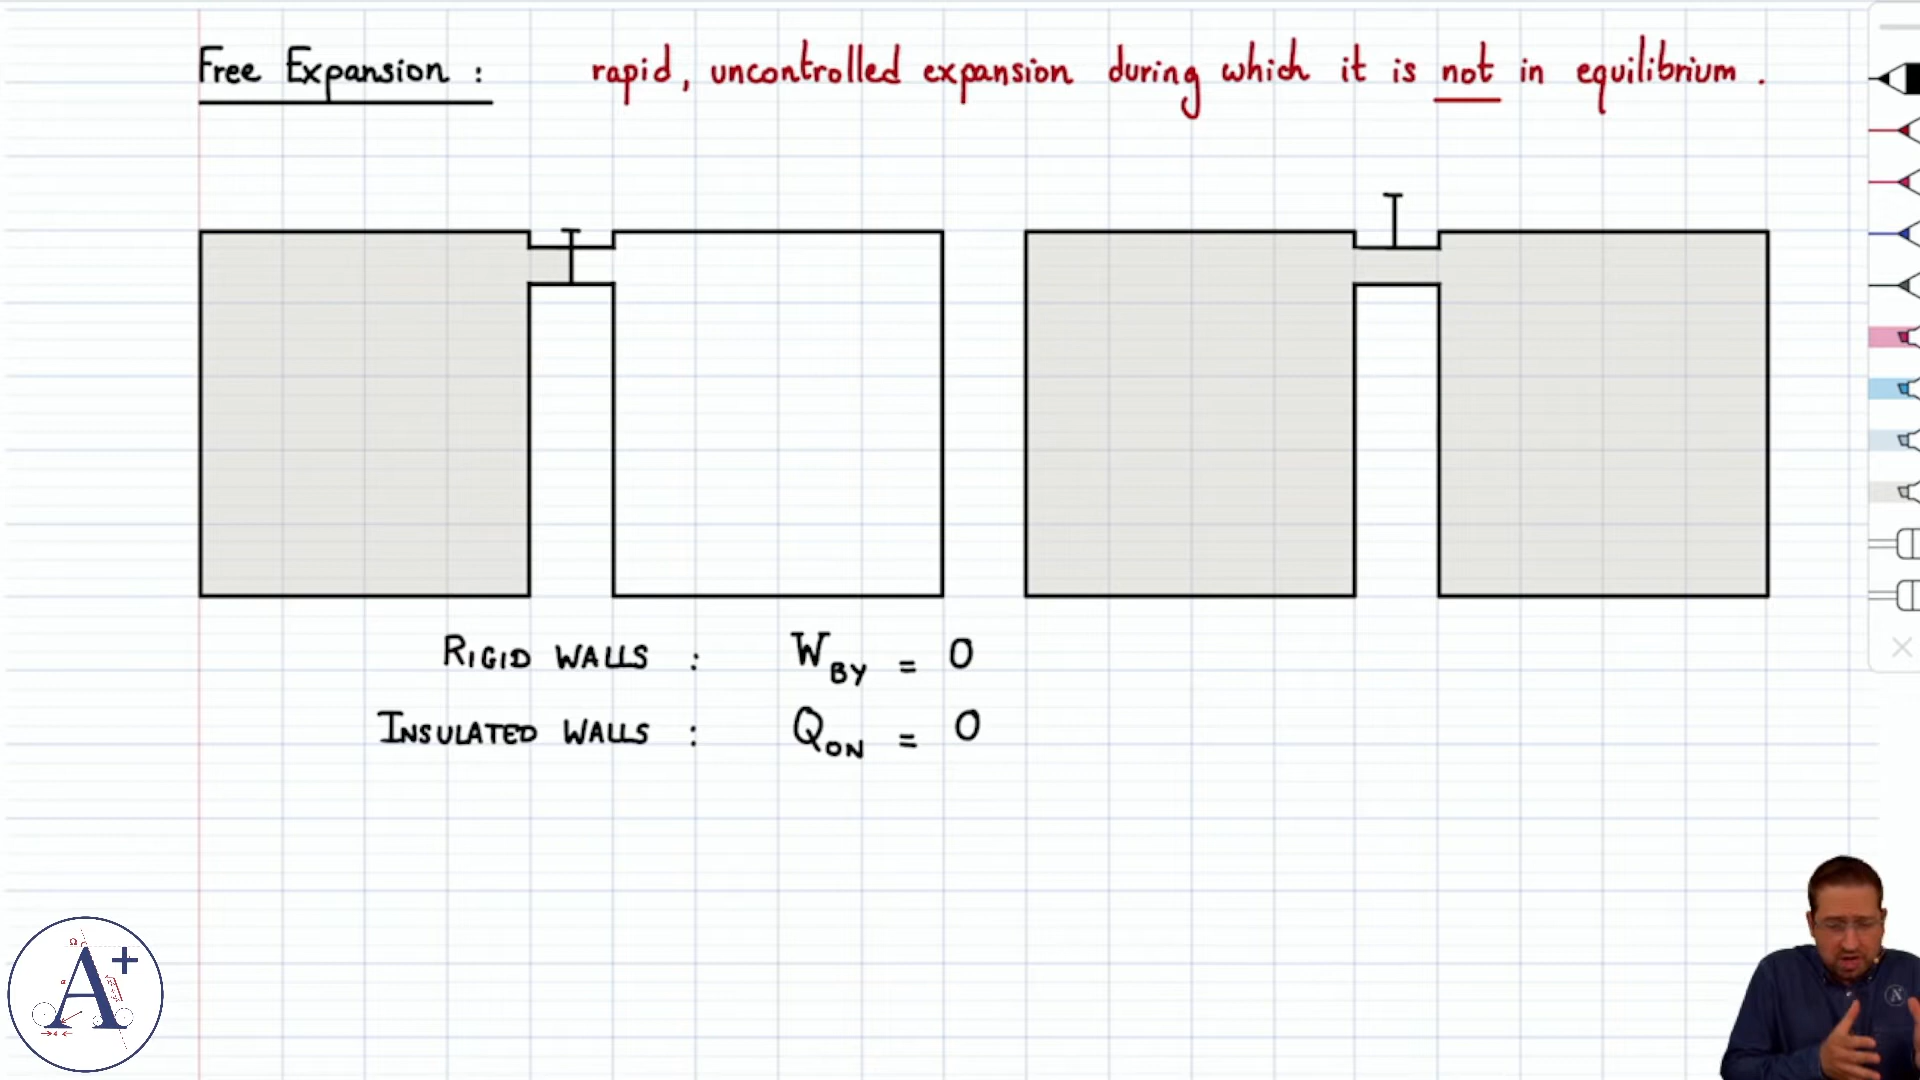 Free Expansion : rapid, uncontrolled expansion during which it is not in equilibrium.
RIGID WALLS : W_BY = 0
INSULATED WALLS : Q_ON = 0
A+